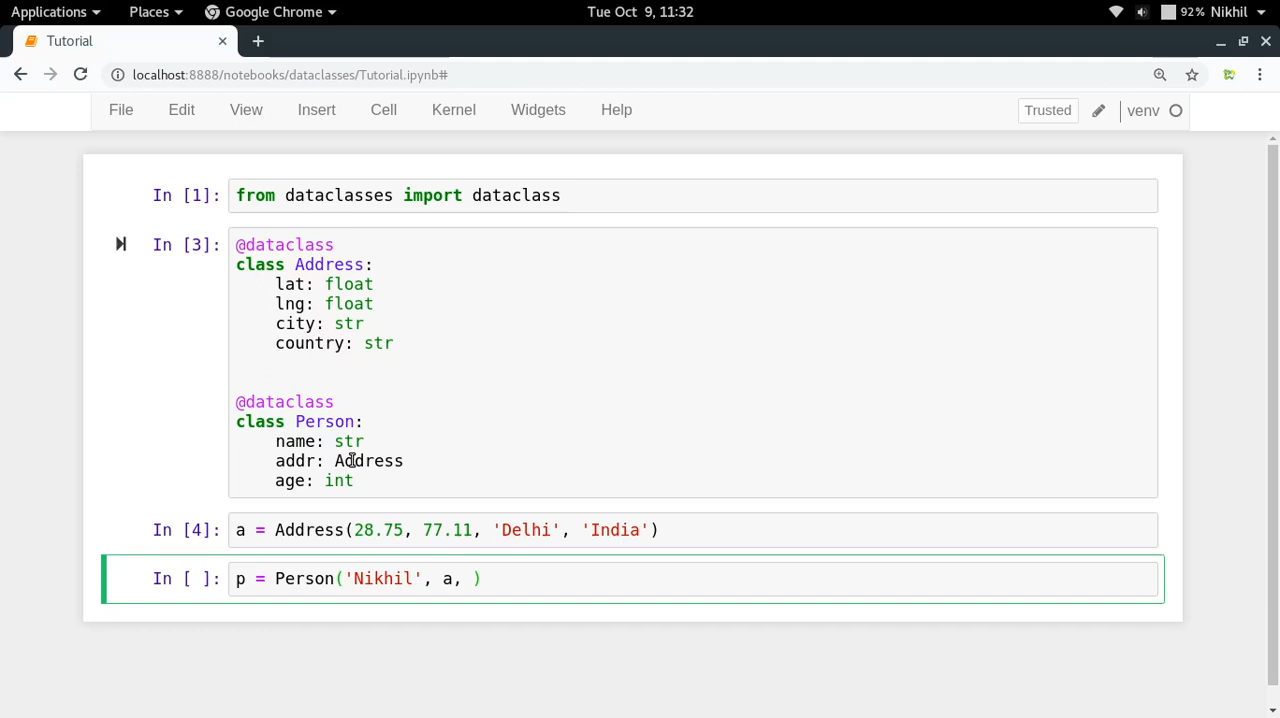 Applications Places Google Chrome Tue Oct 9, 11:32 92% Nikhil
Tutorial
localhost:8888/notebooks/dataclasses/Tutorial.ipynb#
File Edit View Insert Cell Kernel Widgets Help Trusted venv
In [1]: from dataclasses import dataclass
In [3]: @dataclass
class Address:
    lat: float
    lng: float
    city: str
    country: str
@dataclass
class Person:
    name: str
    addr: Address
    age: int
In [4]: a = Address(28.75, 77.11, 'Delhi', 'India')
In [ ]: p = Person('Nikhil', a, )